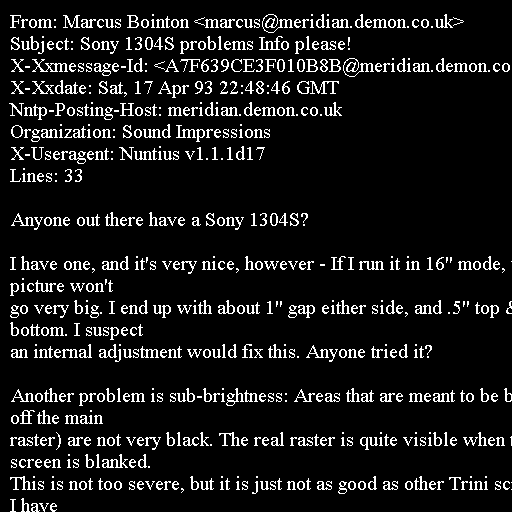 From: Marcus Bointon <marcus@meridian.demon.co.uk>
Subject: Sony 1304S problems Info please!
X-Xxmessage-Id: <A7F639CE3F010B8B@meridian.demon.co
X-Xxdate: Sat, 17 Apr 93 22:48:46 GMT
Nntp-Posting-Host: meridian.demon.co.uk
Organization: Sound Impressions
X-Useragent: Nuntius v1.1.1d17
Lines: 33

Anyone out there have a Sony 1304S?

I have one, and it's very nice, however - If I run it in 16" mode,
picture won't
go very big. I end up with about 1" gap either side, and .5" top &
bottom. I suspect
an internal adjustment would fix this. Anyone tried it?

Another problem is sub-brightness: Areas that are meant to be b
off the main
raster) are not very black. The real raster is quite visible when
screen is blanked.
This is not too severe, but it is just not as good as other Trini sc
I have